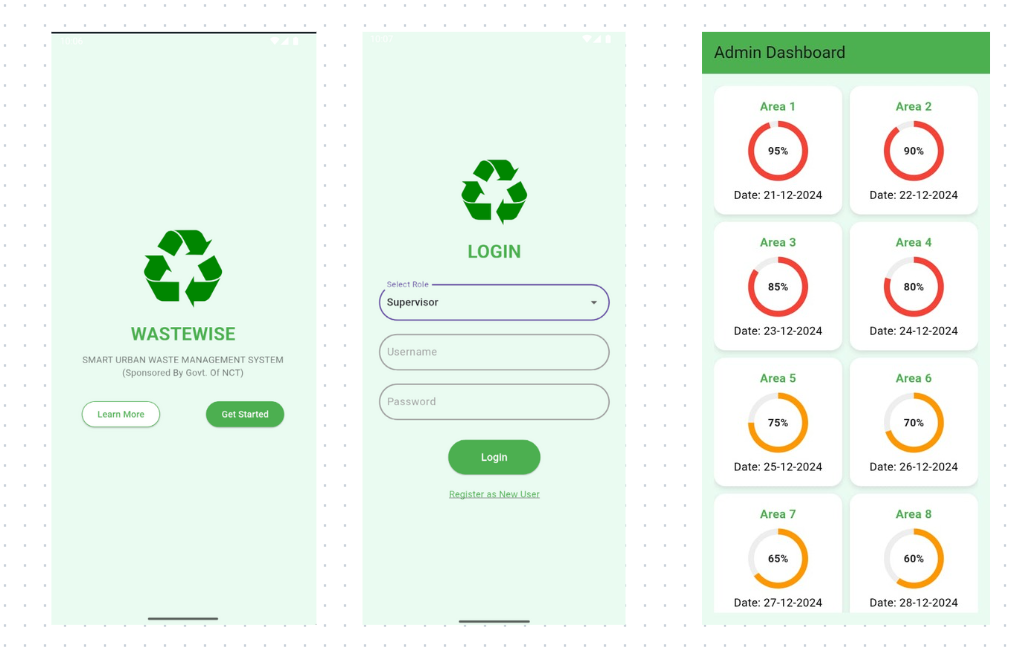 WASTEWISE
SMART URBAN WASTE MANAGEMENT SYSTEM
(Sponsored By Govt. Of NCT)
Learn More
Get Started
LOGIN
Select Role
Supervisor
Username
Password
Login
Register as New User
Admin Dashboard
Area 1
95%
Date: 21-12-2024
Area 2
90%
Date: 22-12-2024
Area 3
85%
Date: 23-12-2024
Area 4
80%
Date: 24-12-2024
Area 5
75%
Date: 25-12-2024
Area 6
70%
Date: 26-12-2024
Area 7
65%
Date: 27-12-2024
Area 8
60%
Date: 28-12-2024